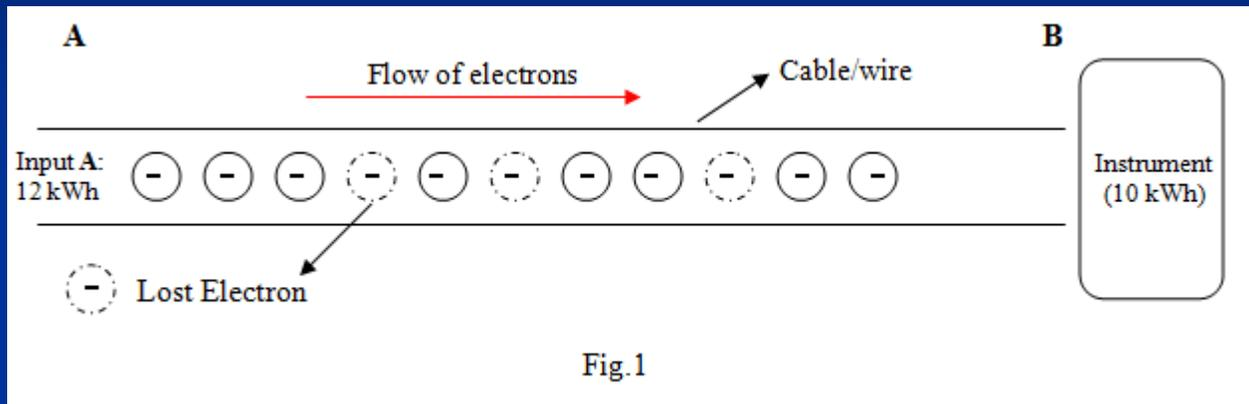 A
B
Flow of electrons
Cable/wire
Input A:
12 kWh
- - - - - - - - - - -
Instrument
(10 kWh)
- Lost Electron
Fig.1